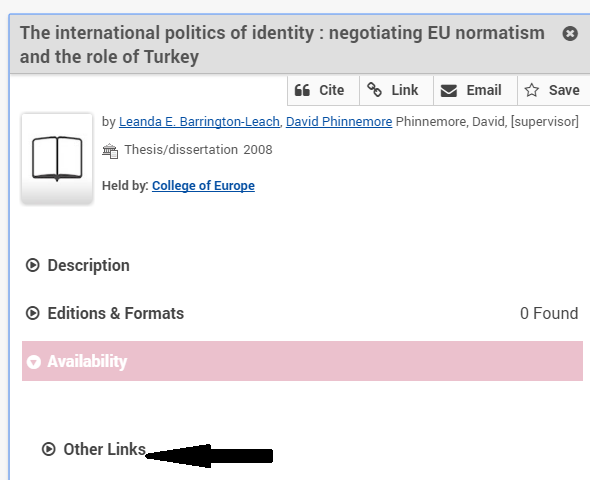 The international politics of identity : negotiating EU normatism
and the role of Turkey
Cite Link Email Save
by Leanda E. Barrington-Leach, David Phinnemore Phinnemore, David, [supervisor]
Thesis/dissertation 2008
Held by: College of Europe
Description
Editions & Formats 0 Found
Availability
Other Links